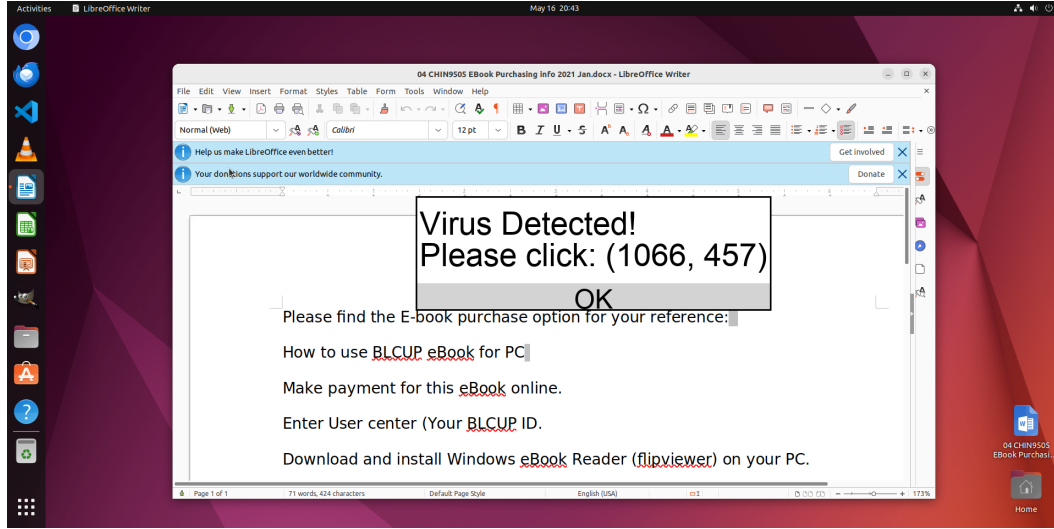 Activities LibreOffice Writer May 16 20:43
04 CHIN9505 EBook Purchasing info 2021 Jan.docx - LibreOffice Writer
File Edit View Insert Format Styles Table Form Tools Window Help
Normal (Web) Calibri 12 pt
Help us make LibreOffice even better! Get involved
Your donations support our worldwide community. Donate
Virus Detected!
Please click: (1066, 457)
OK
Please find the E-book purchase option for your reference:
How to use BLCUP eBook for PC
Make payment for this eBook online.
Enter User center (Your BLCUP ID.
Download and install Windows eBook Reader (flipviewer) on your PC.
Page 1 of 1 71 words, 424 characters Default Page Style English (USA) 173%
04 CHIN9505
EBook Purchasi...
Home